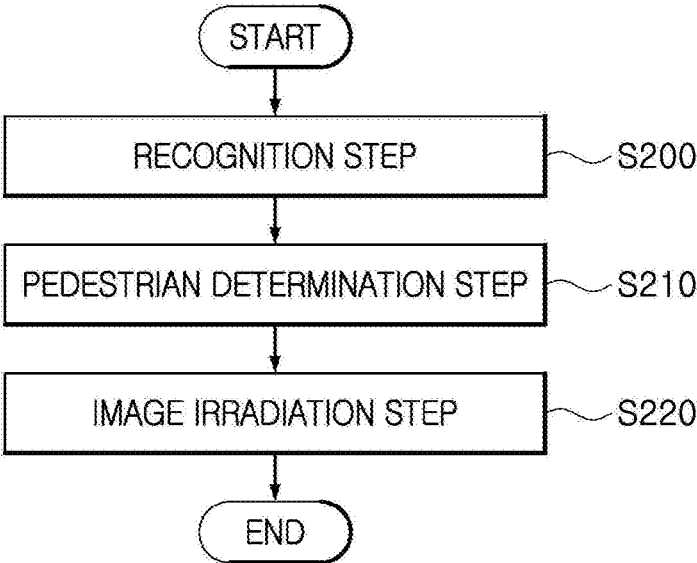 START
RECOGNITION STEP
S200
PEDESTRIAN DETERMINATION STEP
S210
IMAGE IRRADIATION STEP
S220
END